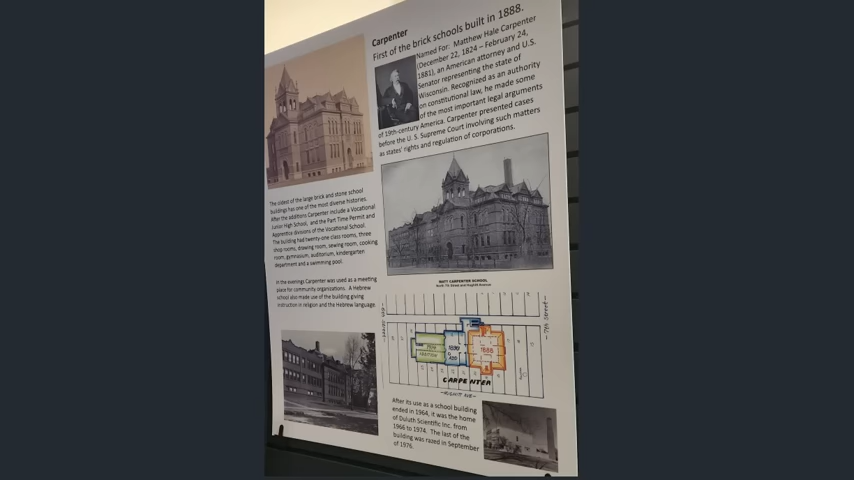 Carpenter
First of the brick schools built in 1888.
Named For: Matthew Hale Carpenter
(December 22, 1824 – February 24,
1881), an American attorney and U.S.
Senator representing the state of
Wisconsin. Recognized as an authority
on constitutional law, he made some
of the most important legal arguments
of 19th-century America. Carpenter presented cases
before the U. S. Supreme Court involving such matters
as states' rights and regulation of corporations.
The oldest of the large brick and stone school
buildings has one of the most diverse histories.
After the additions Carpenter include a Vocational
Junior High School, and the Part Time Permit and
Apprentice divisions of the Vocational School.
The building had twenty-one class rooms, three
shop rooms, drawing room, sewing room, cooking
room, gymnasium, auditorium, kindergarten
department and a swimming pool.
In the evenings Carpenter was used as a meeting
place for community organizations. A Hebrew
school also made use of the building giving
instruction in religion and the Hebrew language.
MATT CARPENTER SCHOOL
7th Street
1888
CARPENTER
After its use as a school building
ended in 1964, it was the home
of Duluth Scientific Inc. from
1966 to 1974. The last of the
building was razed in September
of 1976.